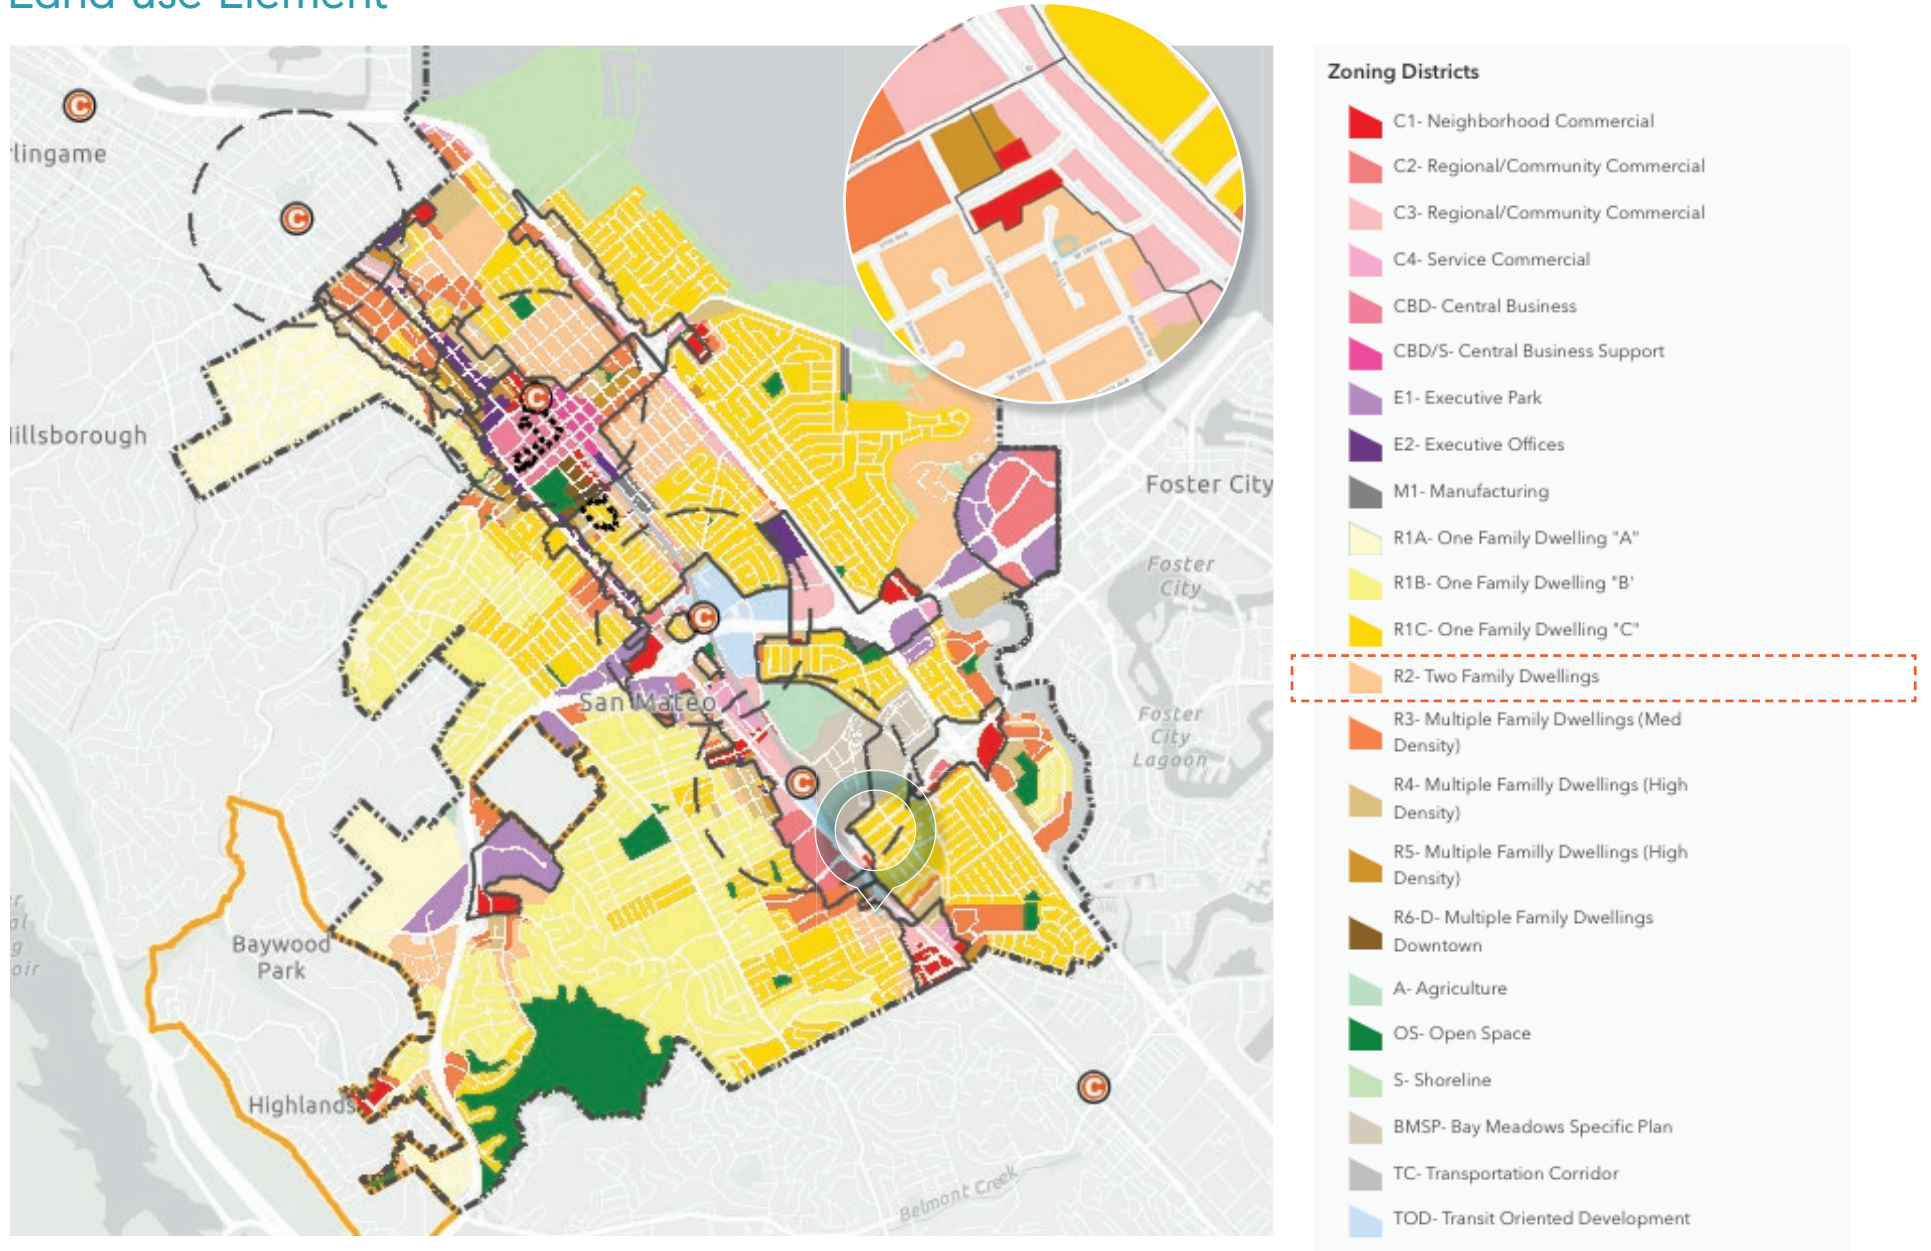 Land use Element
C
lingame
C
C
illsborough
Foster City
Foster
City
C
San Mateo
Foster
City
Lagoon
C
Baywood
Park
Highlands
C
Belmont Creek
Zoning Districts
C1- Neighborhood Commercial
C2- Regional/Community Commercial
C3- Regional/Community Commercial
C4- Service Commercial
CBD- Central Business
CBD/S- Central Business Support
E1- Executive Park
E2- Executive Offices
M1- Manufacturing
R1A- One Family Dwelling "A"
R1B- One Family Dwelling "B'
R1C- One Family Dwelling "C"
R2- Two Family Dwellings
R3- Multiple Family Dwellings (Med
Density)
R4- Multiple Familly Dwellings (High
Density)
R5- Multiple Familly Dwellings (High
Density)
R6-D- Multiple Family Dwellings
Downtown
A- Agriculture
OS- Open Space
S- Shoreline
BMSP- Bay Meadows Specific Plan
TC- Transportation Corridor
TOD- Transit Oriented Development